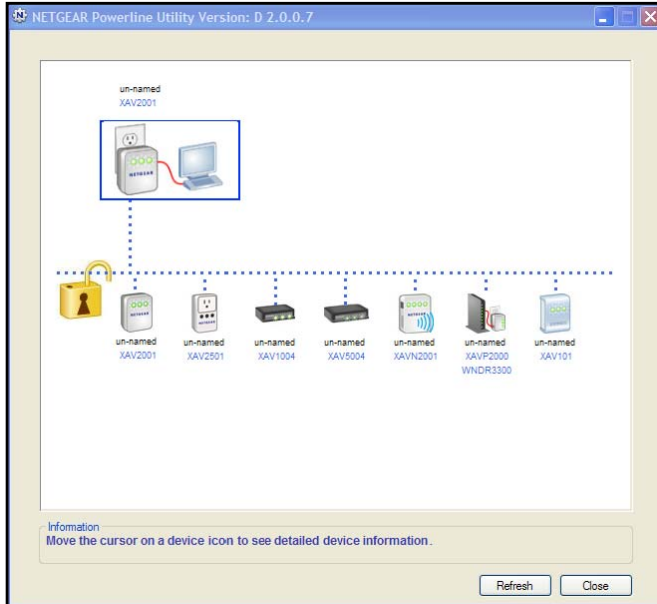 NETGEAR Powerline Utility Version: D 2.0.0.7
un-named
XAV2001
NETGEAR
un-named un-named un-named un-named un-named un-named un-named
XAV2001 XAV2501 XAV1004 XAV5004 XAVN2001 XAVP2000 XAV101
WNDR3300
Information
Move the cursor on a device icon to see detailed device information.
Refresh Close